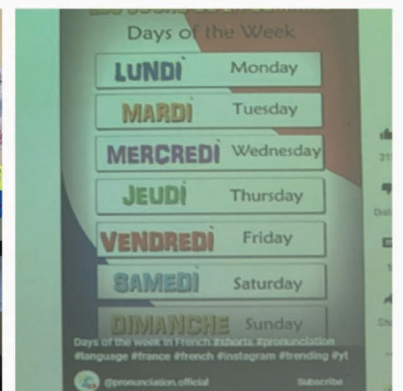 Days of the Week
LUNDI Monday
MARDI Tuesday
MERCREDI Wednesday
JEUDI Thursday
VENDREDI Friday
SAMEDI Saturday
DIMANCHE Sunday
Days of the week in French #shorts #pronunciation
#language #france #french #instagram #trending #yt
@pronunciation.official Subscribe